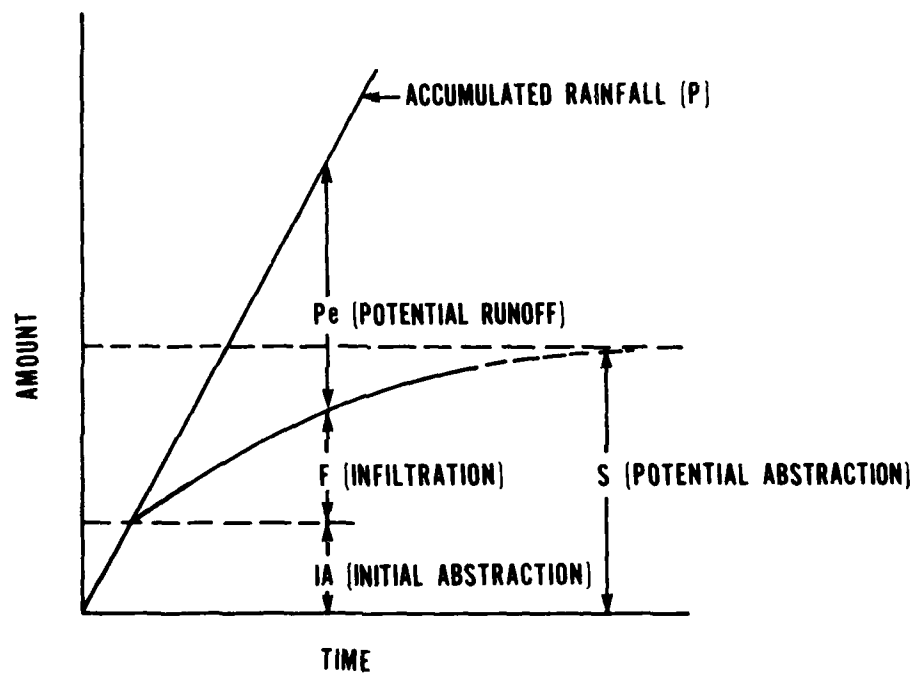 ACCUMULATED RAINFALL (P)
Pe (POTENTIAL RUNOFF)
AMOUNT
F (INFILTRATION)
S (POTENTIAL ABSTRACTION)
IA (INITIAL ABSTRACTION)
TIME